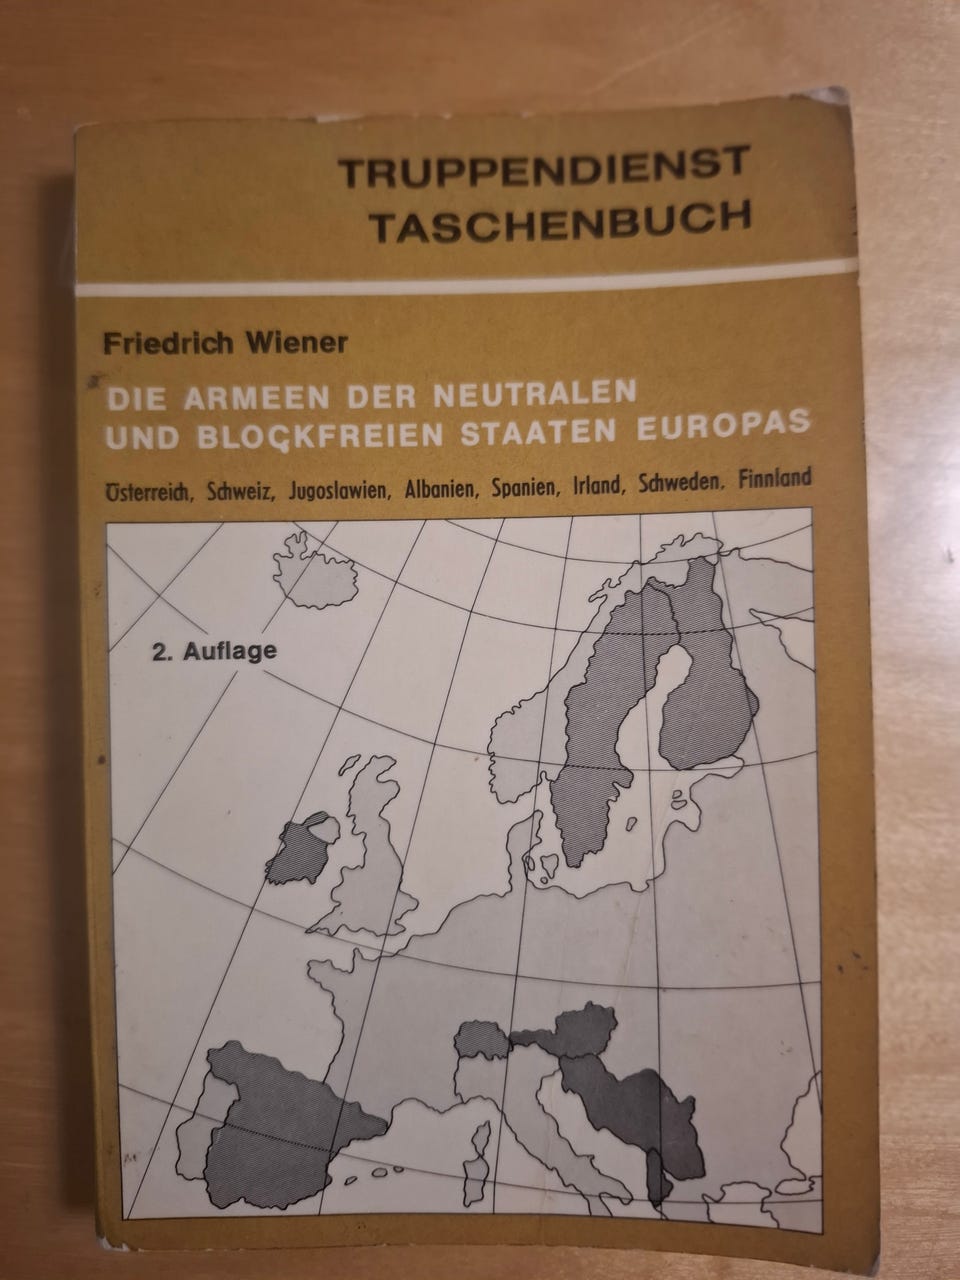 TRUPPENDIENST
TASCHENBUCH
Friedrich Wiener
DIE ARMEEN DER NEUTRALEN
UND BLOCKFREIEN STAATEN EUROPAS
Österreich, Schweiz, Jugoslawien, Albanien, Spanien, Irland, Schweden, Finnland
2. Auflage